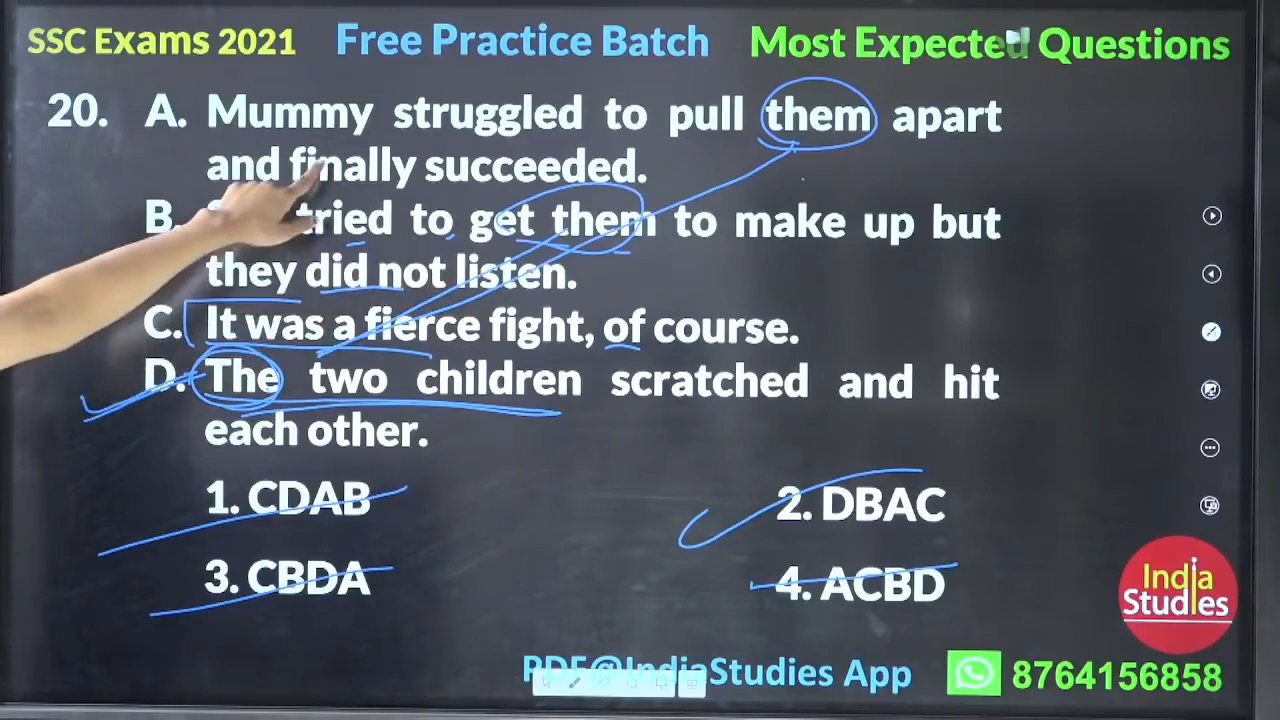 SSC Exams 2021 Free Practice Batch Most Expected Questions
20. A. Mummy struggled to pull them apart
and finally succeeded.
B. tried to get them to make up but
they did not listen.
C. It was a fierce fight, of course.
D. The two children scratched and hit
each other.
1. CDAB 2. DBAC
3. CBDA 4. ACBD
India
Studies
PDF@IndiaStudies App 8764156858